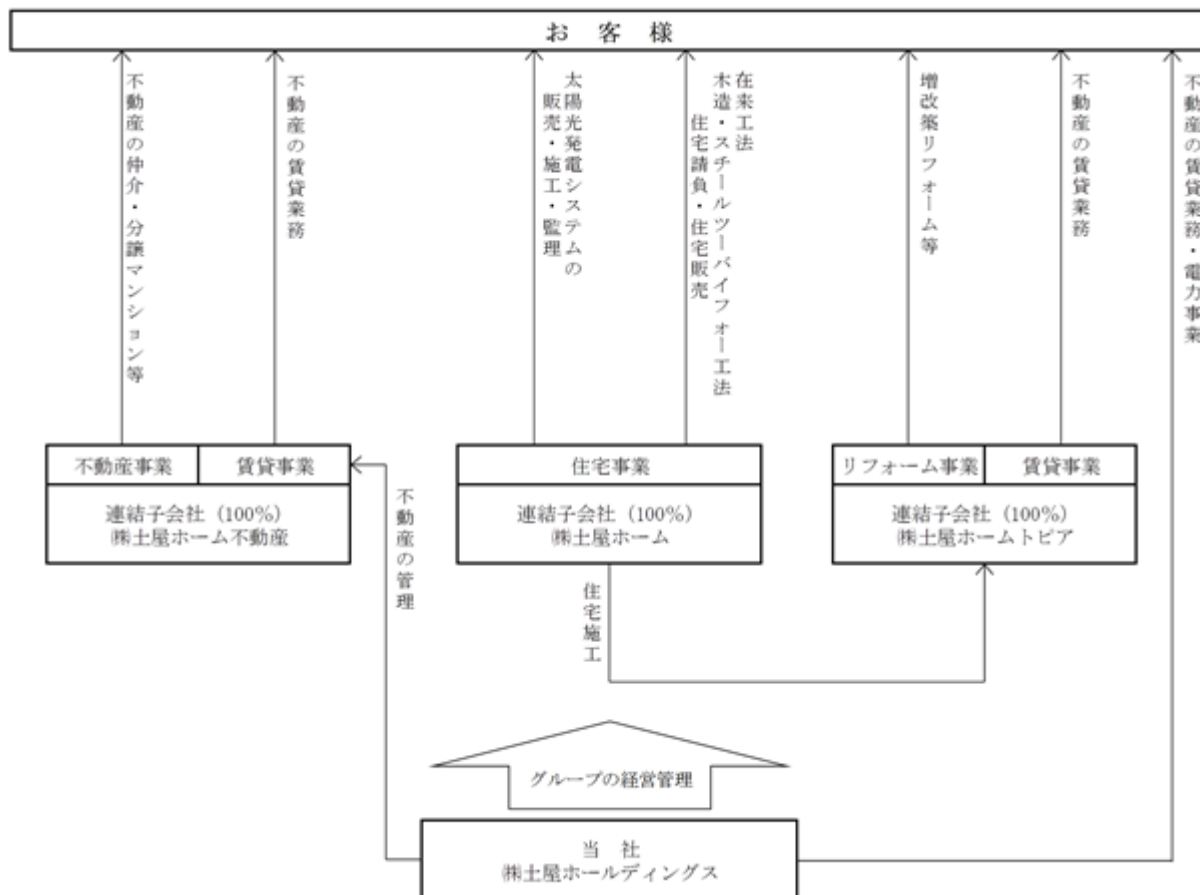 お 客 様
不動産の仲介・分譲マンション等
不動産の賃貸業務
太陽光発電システムの
販売・施工・監理
在来工法
木造・スチールツーバイフォー工法
住宅請負・住宅販売
増改築リフォーム等
不動産の賃貸業務
不動産の賃貸業務・電力事業
不動産事業
賃貸事業
連結子会社（100％）
㈱土屋ホーム不動産
住宅事業
連結子会社（100％）
㈱土屋ホーム
リフォーム事業
賃貸事業
連結子会社（100％）
㈱土屋ホームトピア
不動産の管理
住宅施工
グループの経営管理
当 社
㈱土屋ホールディングス